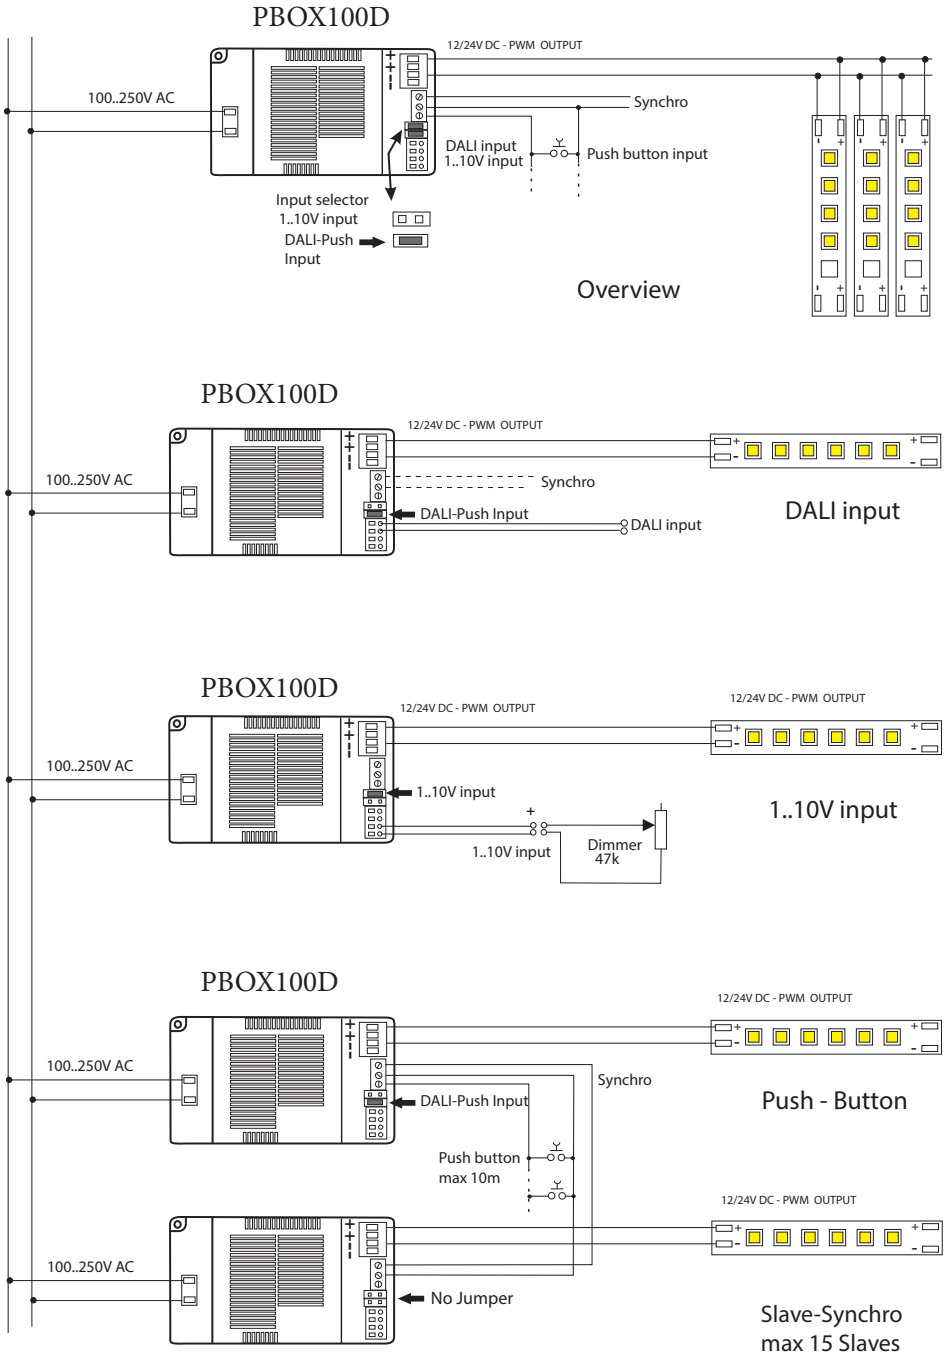 PBOX100D
12/24V DC - PWM OUTPUT
100..250V AC
Synchro
DALI input
1..10V input
Push button input
Input selector
1..10V input
DALI-Push
Input
Overview
PBOX100D
12/24V DC - PWM OUTPUT
100..250V AC
Synchro
DALI-Push Input
DALI input
DALI input
PBOX100D
12/24V DC - PWM OUTPUT
12/24V DC - PWM OUTPUT
100..250V AC
1..10V input
1..10V input
Dimmer
47k
1..10V input
PBOX100D
12/24V DC - PWM OUTPUT
100..250V AC
Synchro
DALI-Push Input
Push - Button
Push button
max 10m
12/24V DC - PWM OUTPUT
100..250V AC
No Jumper
Slave-Synchro
max 15 Slaves